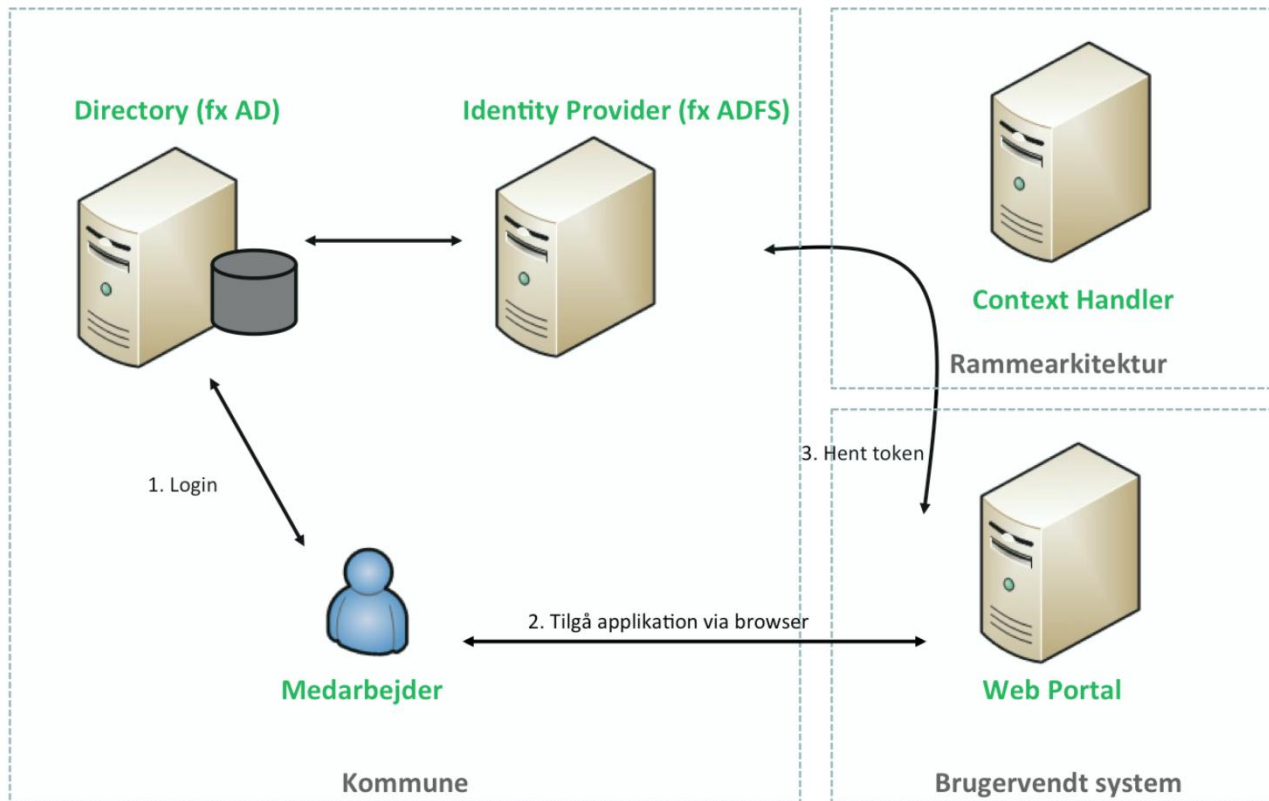 Directory (fx AD)
Identity Provider (fx ADFS)
Context Handler
Rammearkitektur
3. Hent token
1. Login
2. Tilgå applikation via browser
Medarbejder
Web Portal
Kommune
Brugervendt system